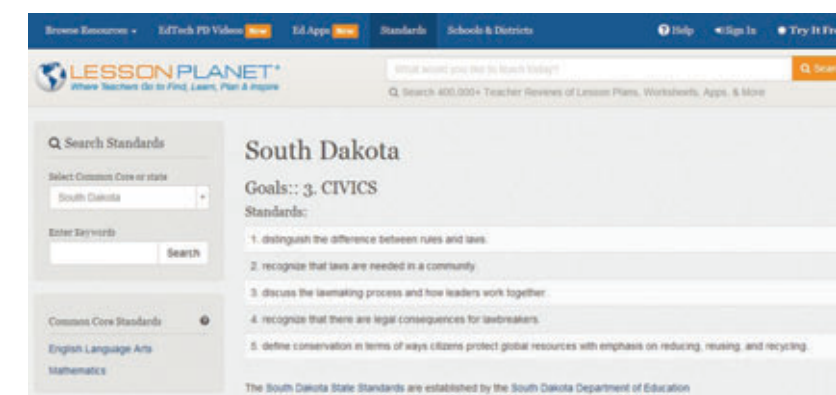 Browse Resources EdTech PD Videos New Ed Apps New Standards Schools & Districts Help Sign In Try It Fre
LESSON PLANET
Where Teachers Go to Find, Learn, Plan & Inspire
What would you like to teach today?
Sear
Search 400,000+ Teacher Reviews of Lesson Plans, Worksheets, Apps, & More
Search Standards
Select Common Core or state
South Dakota
Enter Keywords
Search
Common Core Standards
English Language Arts
Mathematics
South Dakota
Goals:: 3. CIVICS
Standards:
1. distinguish the difference between rules and laws.
2. recognize that laws are needed in a community.
3. discuss the lawmaking process and how leaders work together.
4. recognize that there are legal consequences for lawbreakers.
5. define conservation in terms of ways citizens protect global resources with emphasis on reducing, reusing, and recycling.
The South Dakota State Standards are established by the South Dakota Department of Education